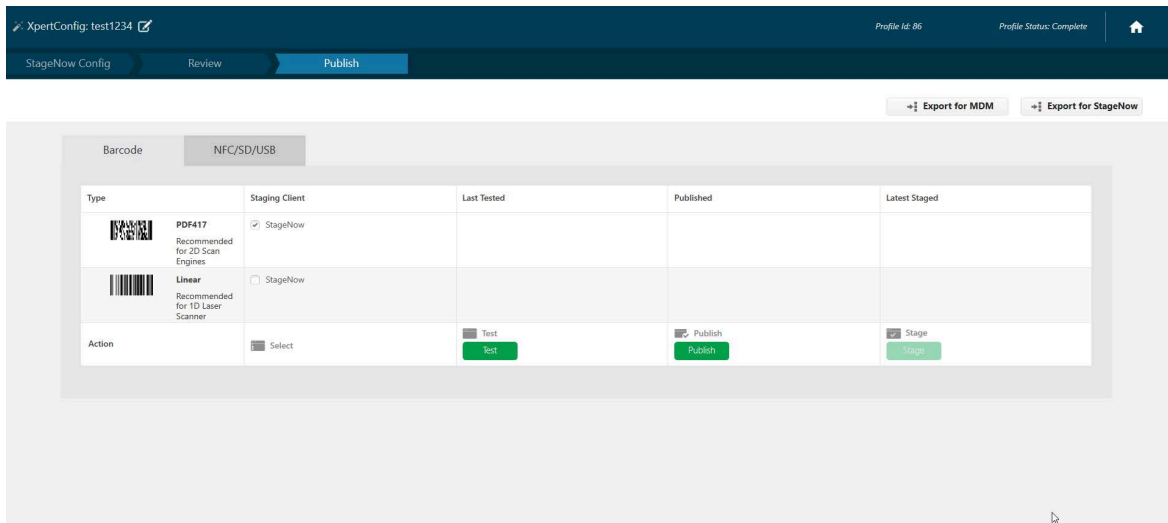 XpertConfig: test1234
Profile Id: 86
Profile Status: Complete
StageNow Config
Review
Publish
Export for MDM
Export for StageNow
Barcode
NFC/SD/USB
Type
Staging Client
Last Tested
Published
Latest Staged
PDF417
StageNow
Recommended
for 2D Scan
Engines
Linear
StageNow
Recommended
for 1D Laser
Scanner
Action
Select
Test
Test
Publish
Publish
Stage
Stage